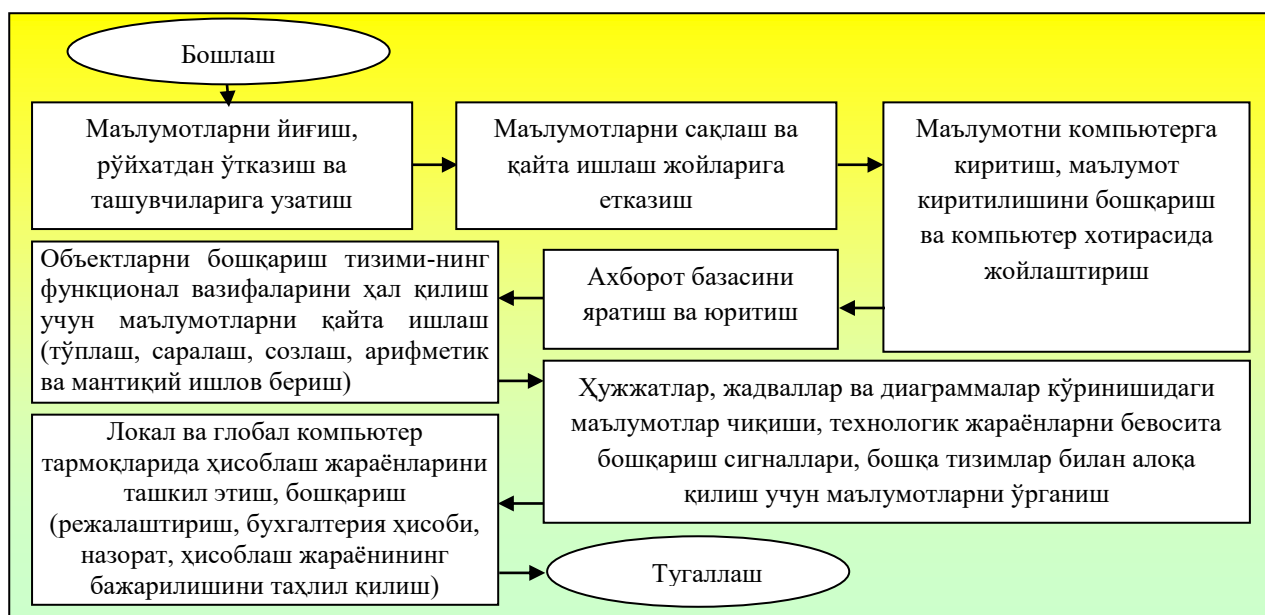 Бошлаш
Маълумотларни йиғиш,
рўйхатдан ўтказиш ва
ташувчиларига узатиш
Маълумотларни сақлаш ва
қайта ишлаш жойларига
етказиш
Маълумотни компьютерга
киритиш, маълумот
киритилишини бошқариш
ва компьютер хотирасида
жойлаштириш
Ахборот базасини
яратиш ва юритиш
Объектларни бошқариш тизими-нинг
функционал вазифаларини ҳал қилиш
учун маълумотларни қайта ишлаш
(тўплаш, саралаш, созлаш, арифметик
ва мантиқий ишлов бериш)
Ҳужжатлар, жадваллар ва диаграммалар кўринишидаги
маълумотлар чиқиши, технологик жараёнларни бевосита
бошқариш сигналлари, бошқа тизимлар билан алоқа
қилиш учун маълумотларни ўрганиш
Локал ва глобал компьютер
тармоқларида ҳисоблаш жараёнларини
ташкил этиш, бошқариш
(режалаштириш, бухгалтерия ҳисоби,
назорат, ҳисоблаш жараёнининг
бажарилишини таҳлил қилиш)
Тугаллаш